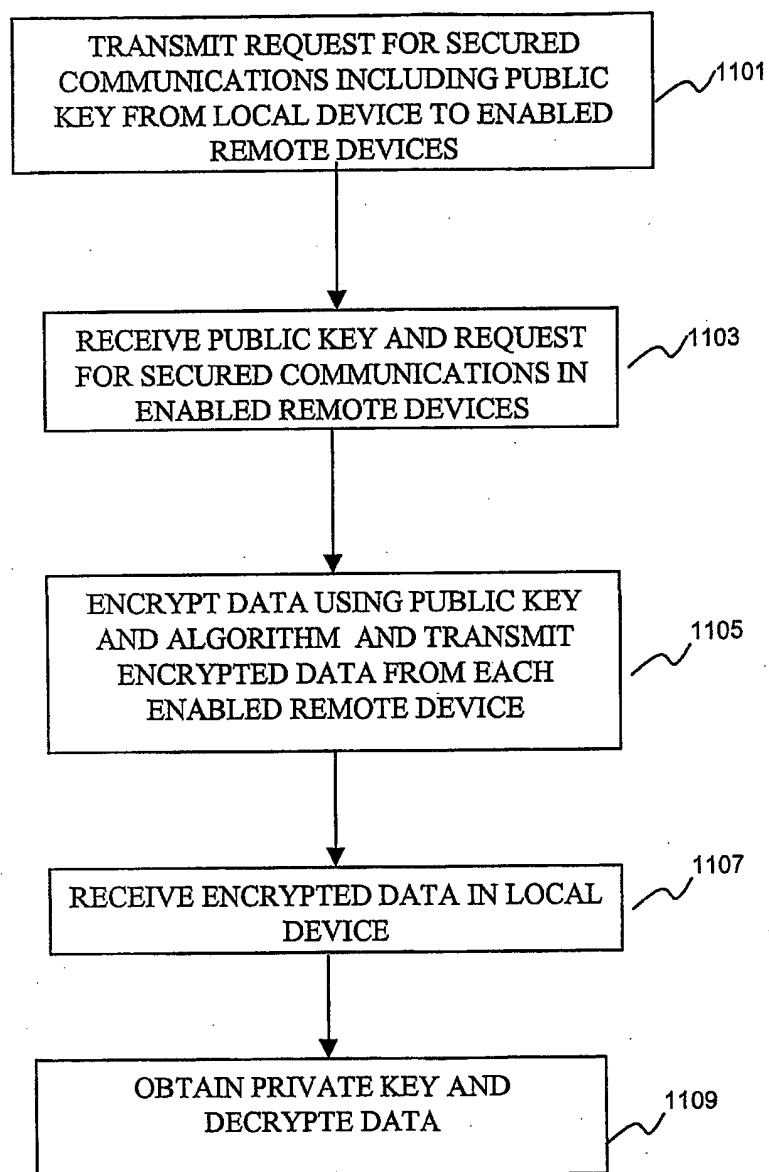 TRANSMIT REQUEST FOR SECURED
COMMUNICATIONS INCLUDING PUBLIC
KEY FROM LOCAL DEVICE TO ENABLED
REMOTE DEVICES
1101
RECEIVE PUBLIC KEY AND REQUEST
FOR SECURED COMMUNICATIONS IN
ENABLED REMOTE DEVICES
1103
ENCRYPT DATA USING PUBLIC KEY
AND ALGORITHM AND TRANSMIT
ENCRYPTED DATA FROM EACH
ENABLED REMOTE DEVICE
1105
RECEIVE ENCRYPTED DATA IN LOCAL
DEVICE
1107
OBTAIN PRIVATE KEY AND
DECRYPTE DATA
1109